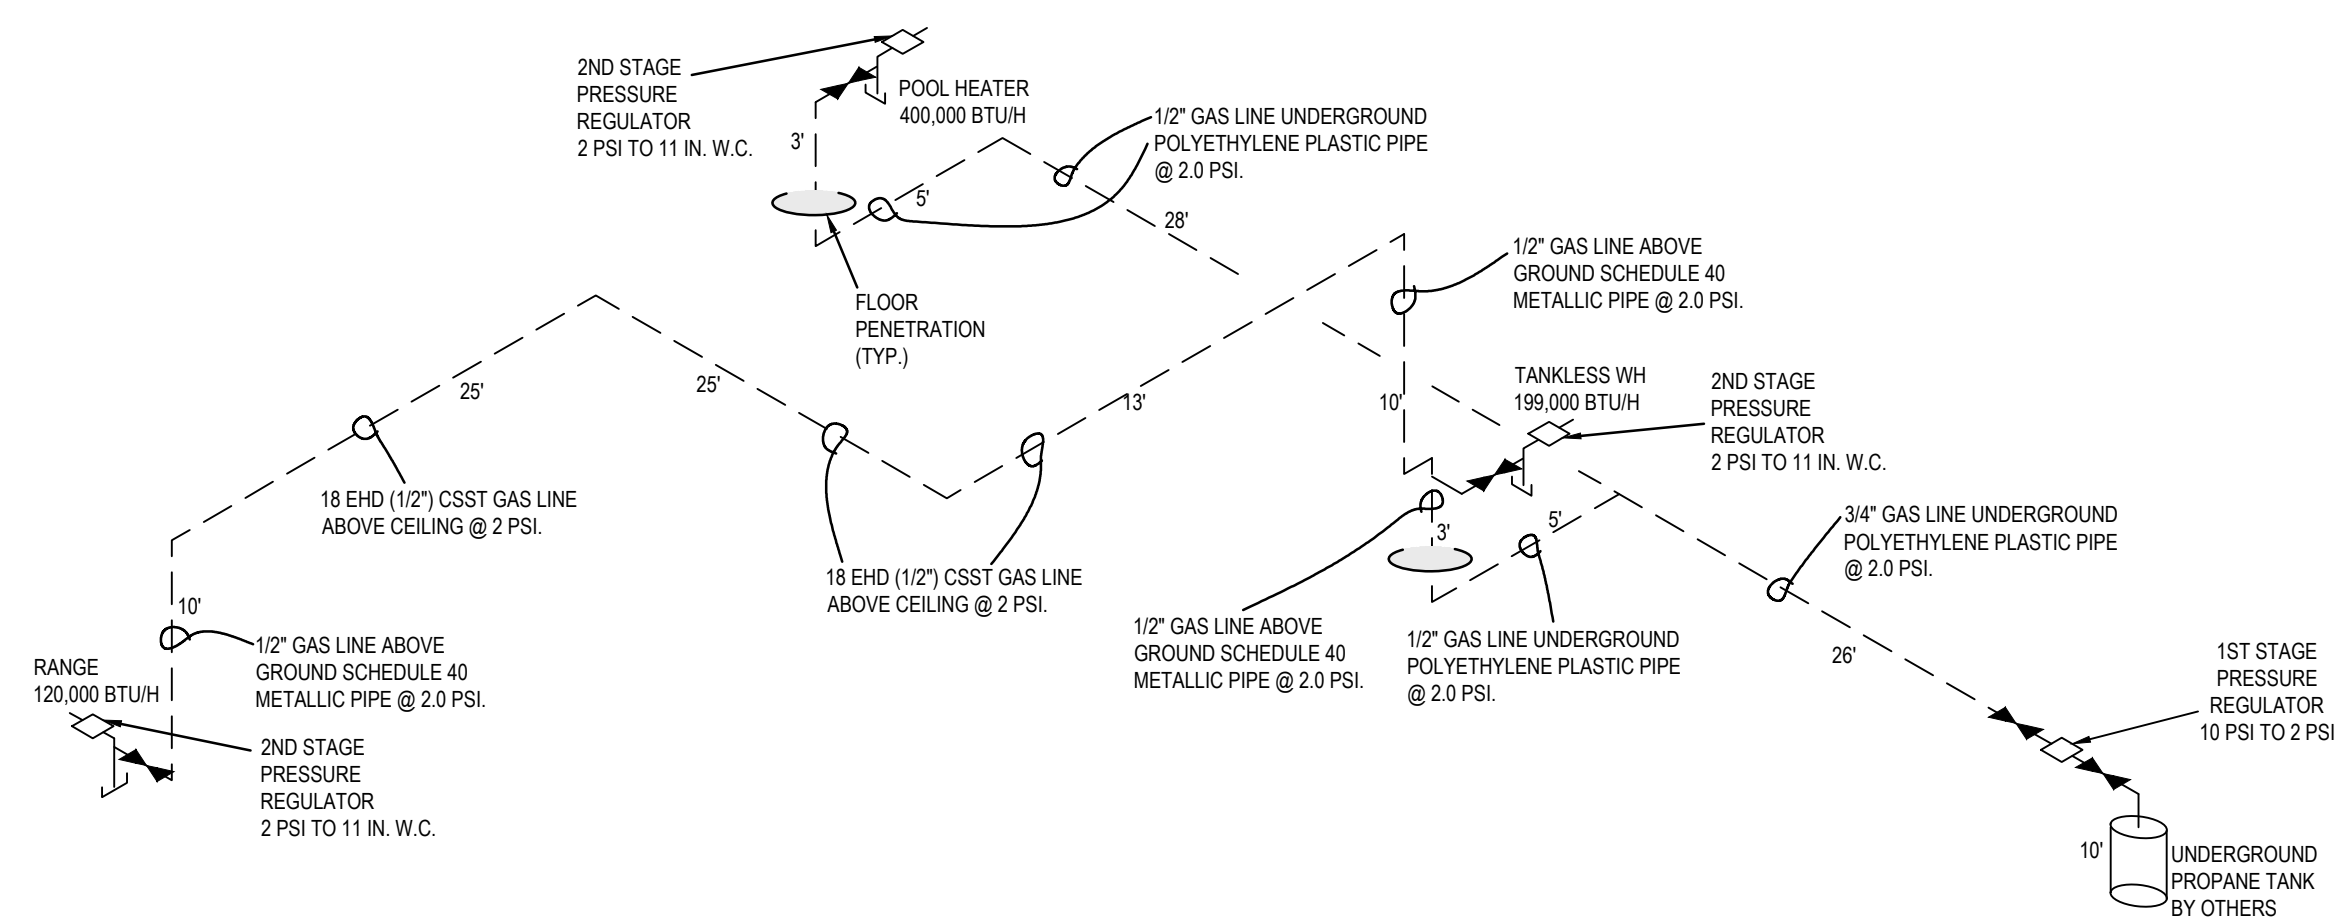 2ND STAGE
PRESSURE
REGULATOR
2 PSI TO 11 IN. W.C.
POOL HEATER
400,000 BTU/H
3'
5'
1/2" GAS LINE UNDERGROUND
POLYETHYLENE PLASTIC PIPE
@ 2.0 PSI.
28'
FLOOR
PENETRATION
(TYP.)
1/2" GAS LINE ABOVE
GROUND SCHEDULE 40
METALLIC PIPE @ 2.0 PSI.
25'
25'
13'
10'
TANKLESS WH
199,000 BTU/H
2ND STAGE
PRESSURE
REGULATOR
2 PSI TO 11 IN. W.C.
18 EHD (1/2") CSST GAS LINE
ABOVE CEILING @ 2 PSI.
18 EHD (1/2") CSST GAS LINE
ABOVE CEILING @ 2 PSI.
3'
5'
3/4" GAS LINE UNDERGROUND
POLYETHYLENE PLASTIC PIPE
@ 2.0 PSI.
10'
1/2" GAS LINE ABOVE
GROUND SCHEDULE 40
METALLIC PIPE @ 2.0 PSI.
RANGE
120,000 BTU/H
2ND STAGE
PRESSURE
REGULATOR
2 PSI TO 11 IN. W.C.
1/2" GAS LINE ABOVE
GROUND SCHEDULE 40
METALLIC PIPE @ 2.0 PSI.
1/2" GAS LINE UNDERGROUND
POLYETHYLENE PLASTIC PIPE
@ 2.0 PSI.
26'
1ST STAGE
PRESSURE
REGULATOR
10 PSI TO 2 PSI
10'
UNDERGROUND
PROPANE TANK
BY OTHERS